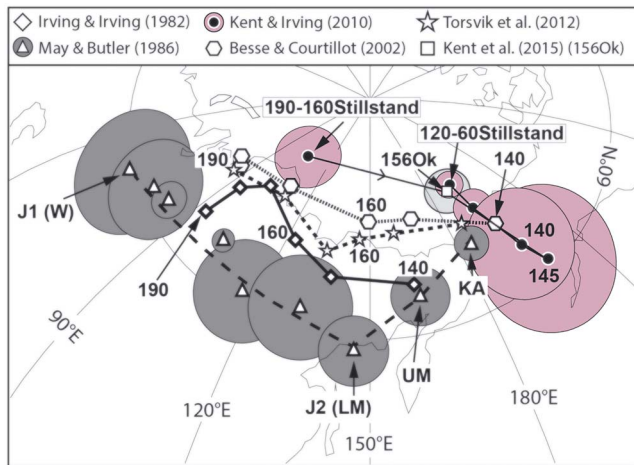 Irving & Irving (1982) Kent & Irving (2010) Torsvik et al. (2012)
May & Butler (1986) Besse & Courtillot (2002) Kent et al. (2015) (156Ok)
190-160Stillstand
120-60Stillstand
190
156Ok
140
60°N
J1 (W)
160
160
160
140
140
145
190
KA
90°E
UM
J2 (LM)
120°E
180°E
150°E